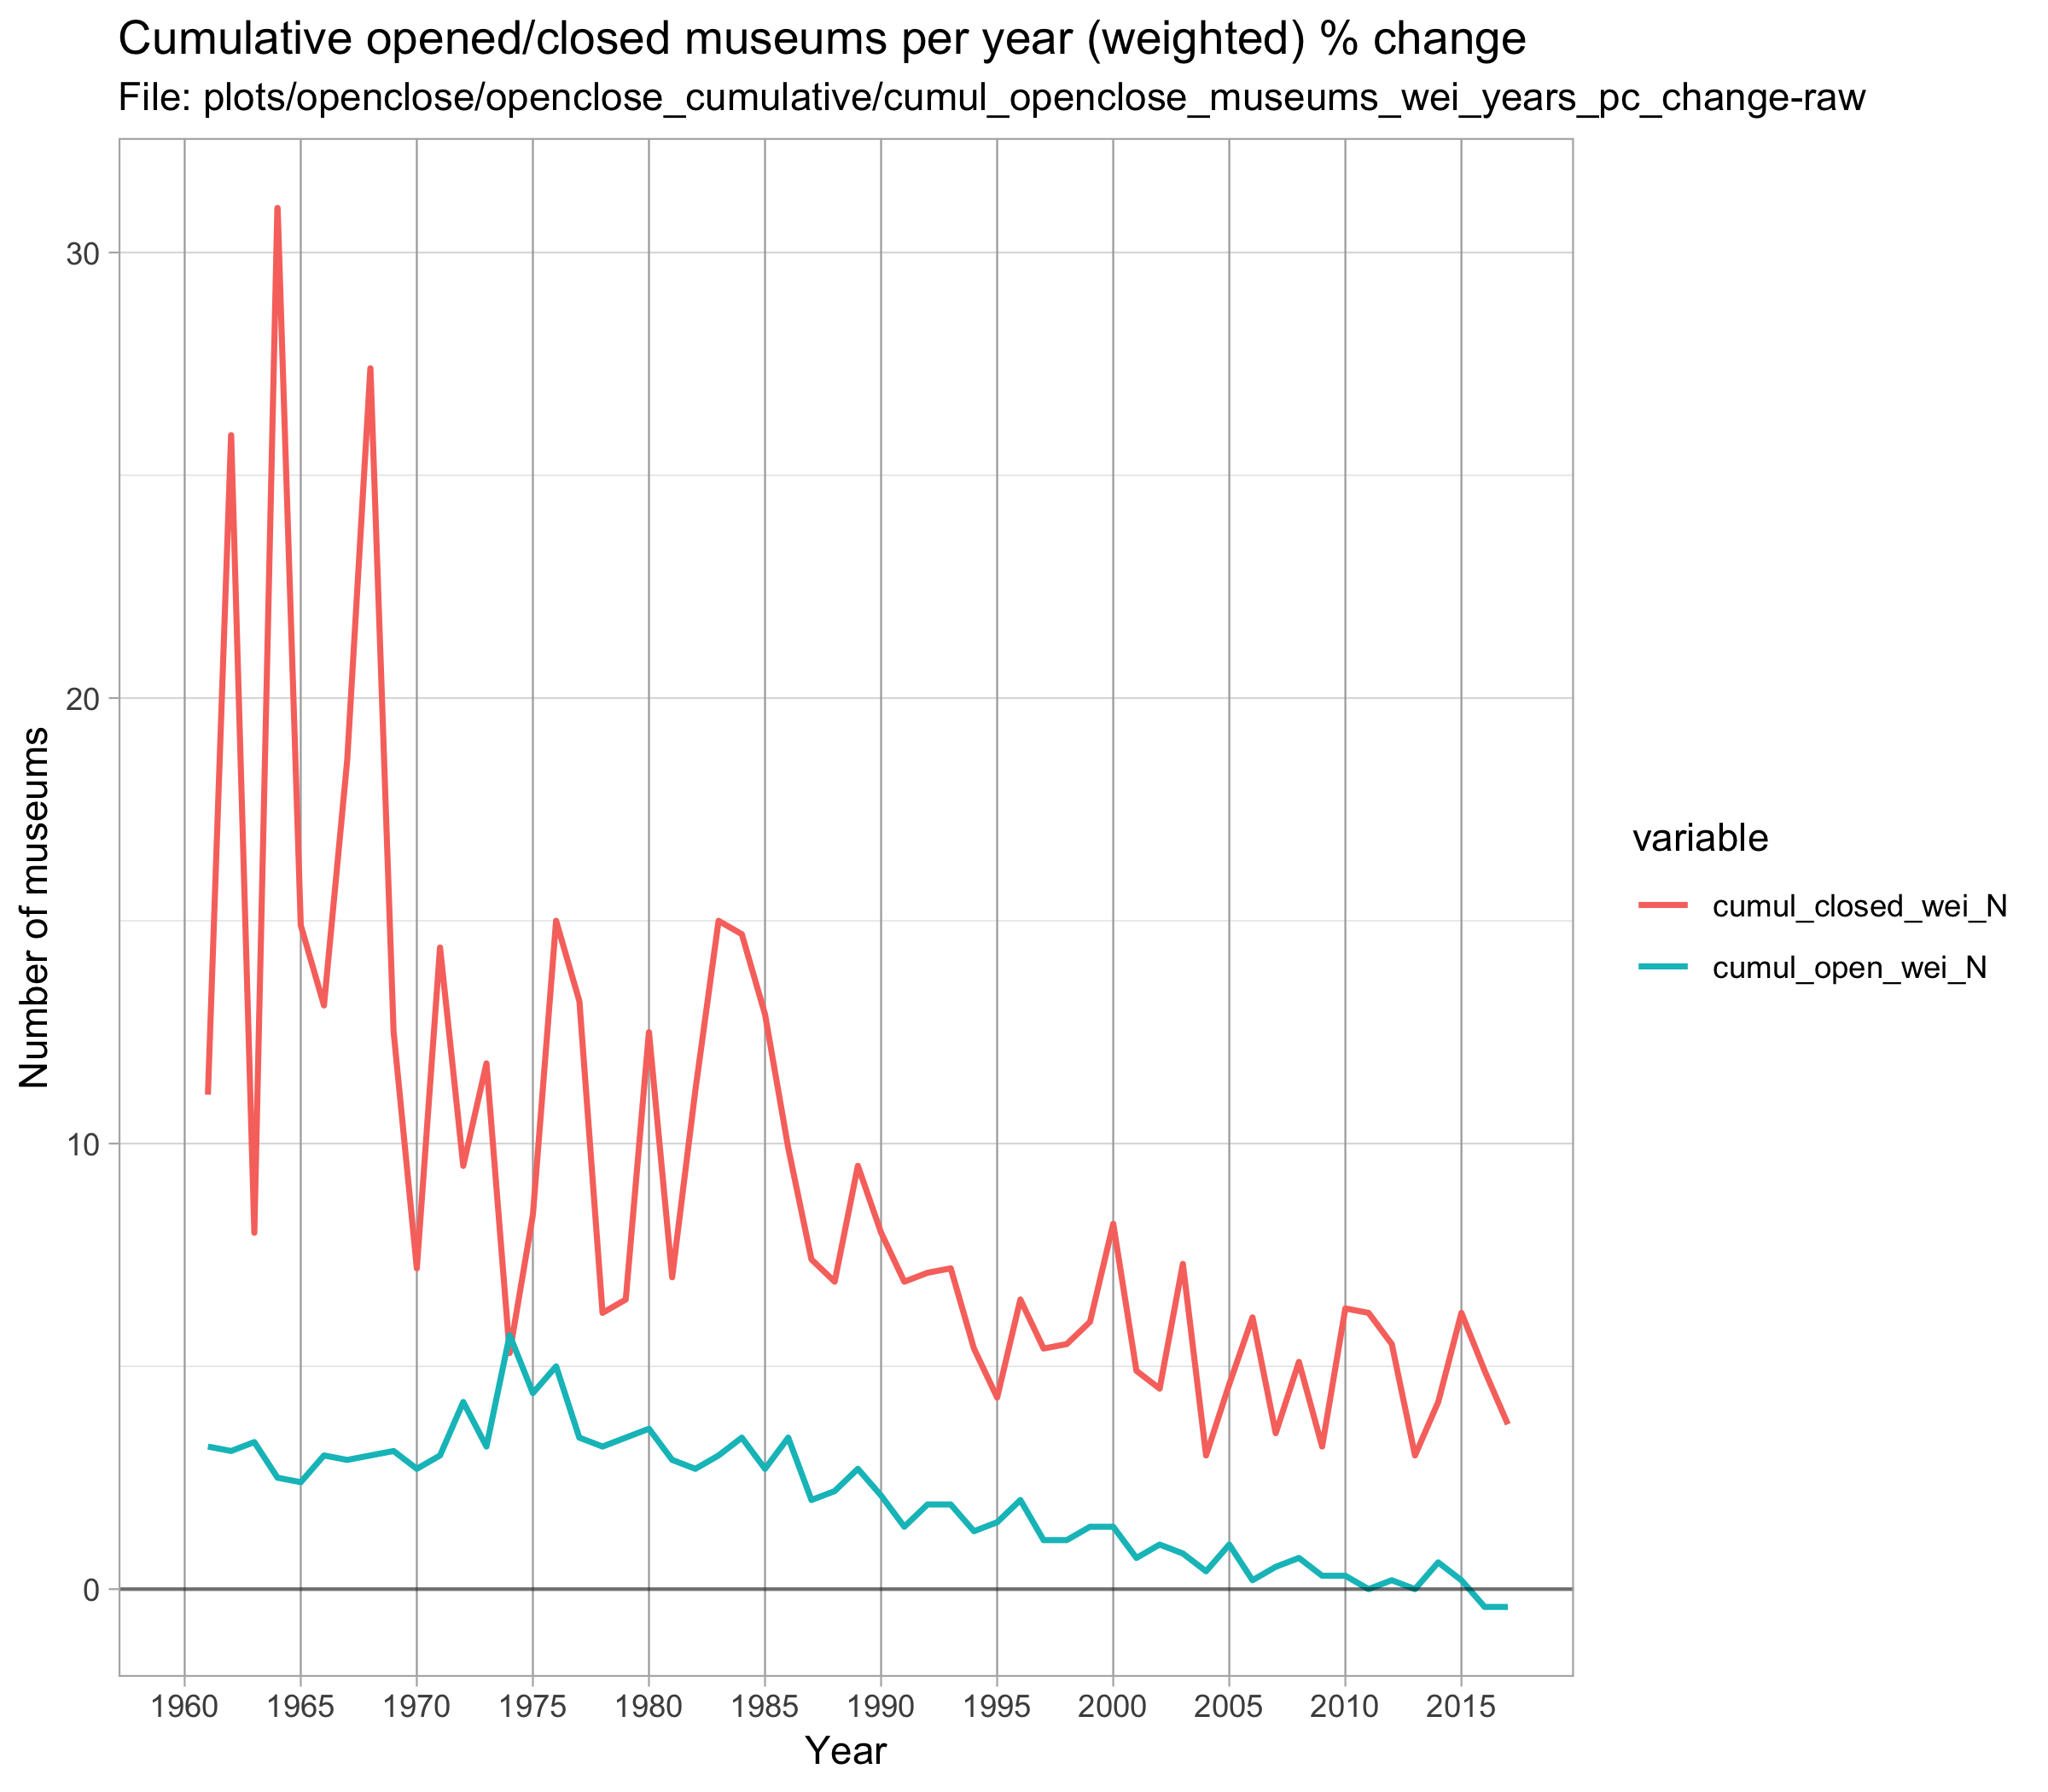 Cumulative opened/closed museums per year (weighted) % change
File: plots/openclose/openclose_cumulative/cumul_openclose_museums_wei_years_pc_change-raw
Number of museums
30
20
10
0
1960 1965 1970 1975 1980 1985 1990 1995 2000 2005 2010 2015
Year
variable
cumul_closed_wei_N
cumul_open_wei_N